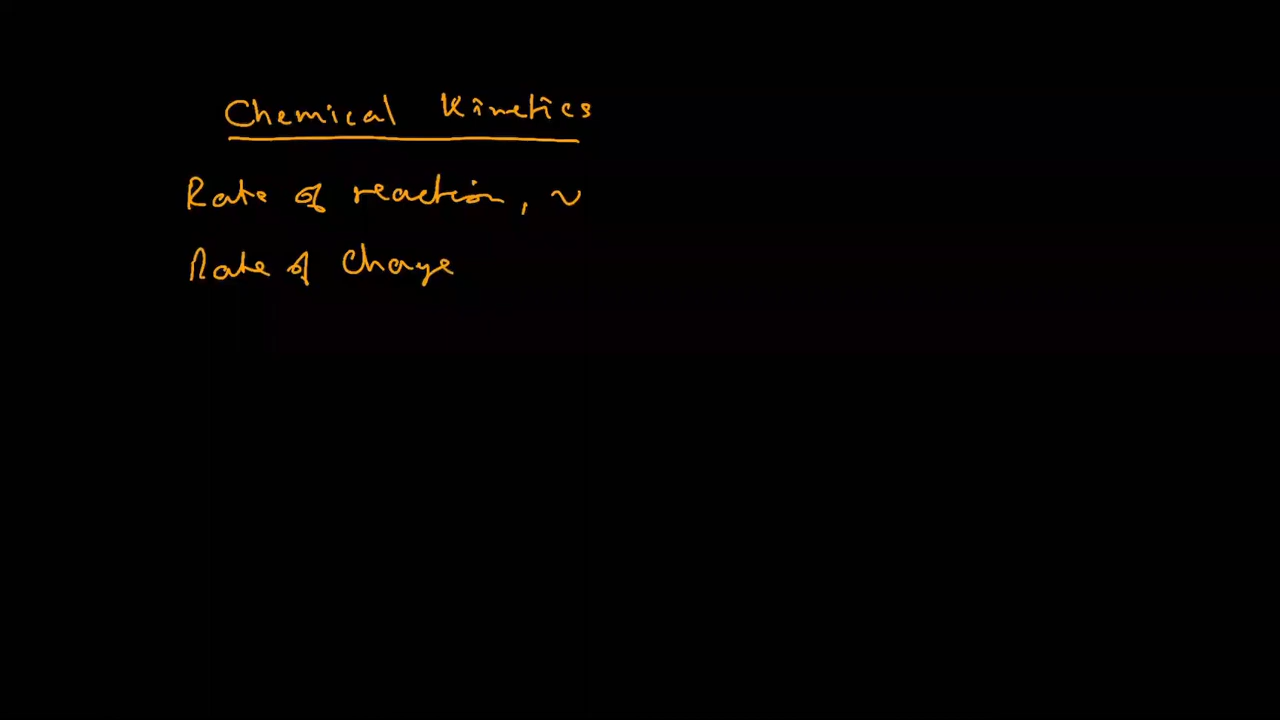 Chemical Kinetics
Rate of reaction, v
Rate of change